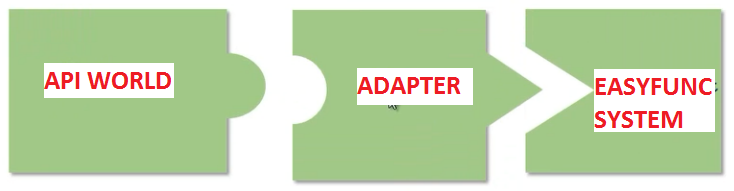 API WORLD
ADAPTER
EASYFUNC
SYSTEM